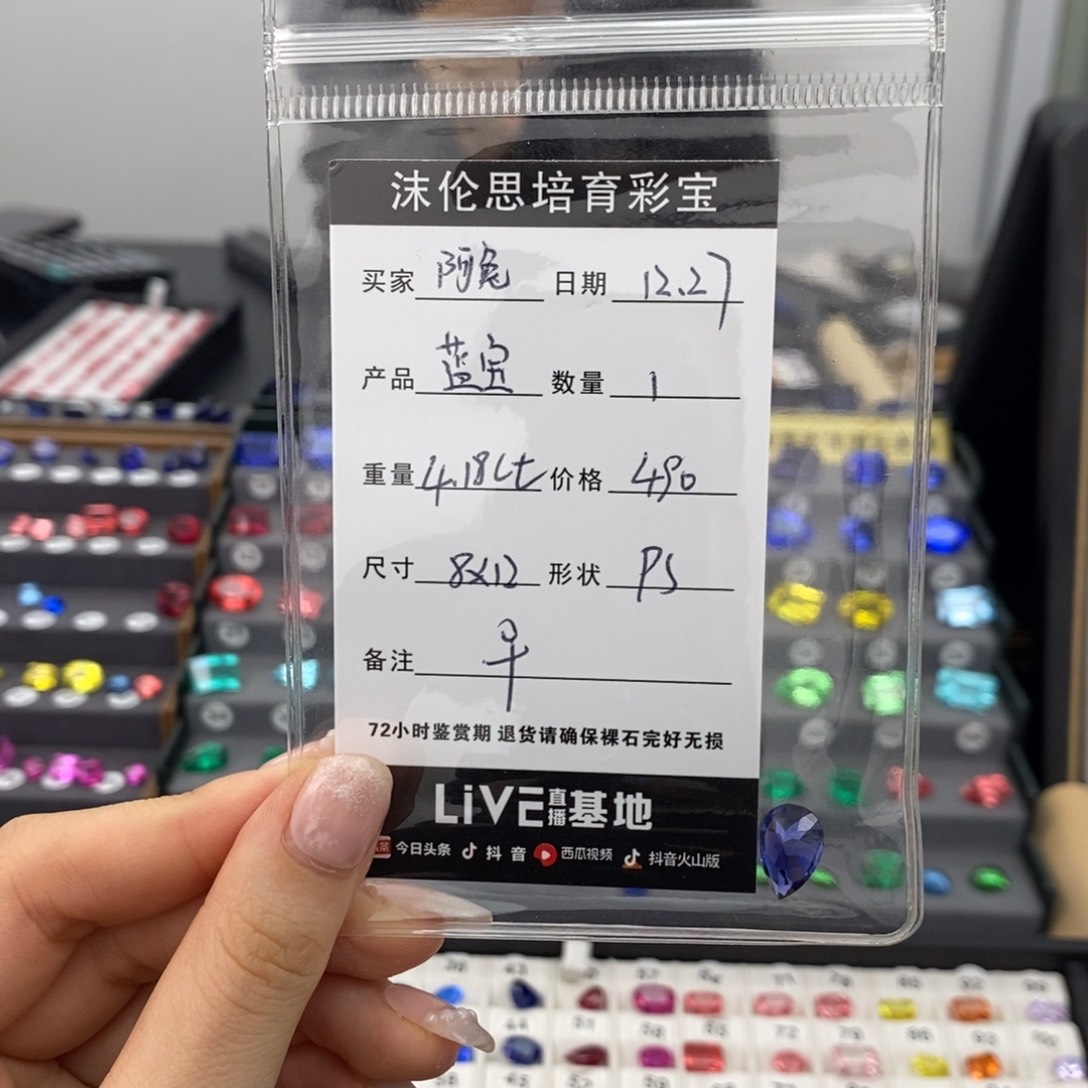 沫伦思培育彩宝
买家 阿兔 日期 12.27
产品 蓝宝 数量 1
重量 4.18ct 价格 490
尺寸 8x12 形状 PS
备注 早
72小时鉴赏期 退货请确保裸石完好无损
LiVE直播基地
今日头条 抖音 西瓜视频 抖音火山版